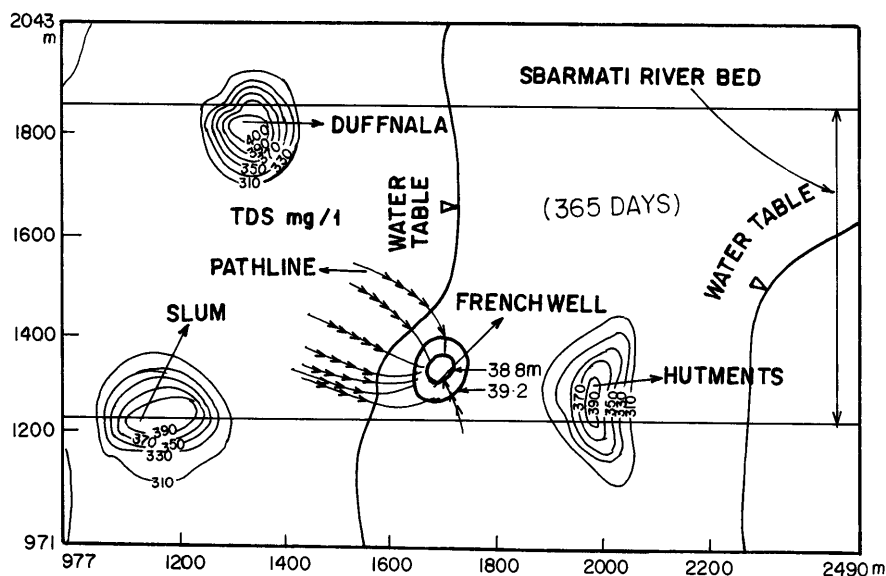 2043
m
SBARMATI RIVER BED
1800
DUFFNALA
400
390
370
350
330
310
WATER
TABLE
WATER TABLE
(365 DAYS)
TDS mg/l
1600
PATHLINE
FRENCHWELL
SLUM
1400
38.8m
39.2
HUTMENTS
370
390
350
330
310
1200
390
370
350
330
310
971
977
1200
1400
1600
1800
2000
2200
2490 m